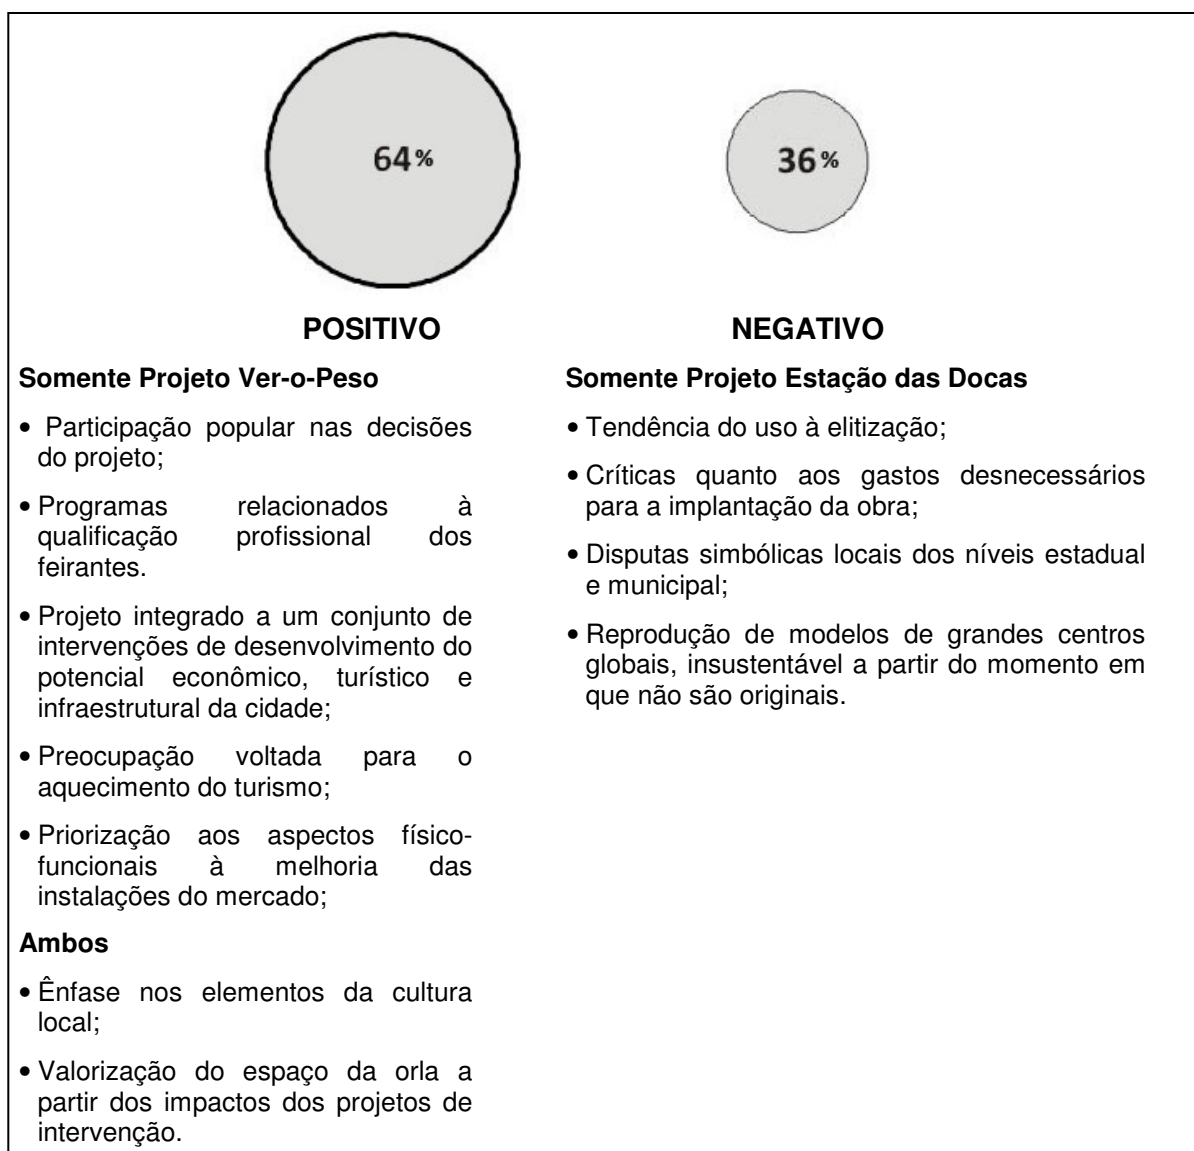 64%
36%
POSITIVO
NEGATIVO
Somente Projeto Ver-o-Peso
• Participação popular nas decisões
do projeto;
• Programas relacionados à
qualificação profissional dos
feirantes.
• Projeto integrado a um conjunto de
intervenções de desenvolvimento do
potencial econômico, turístico e
infraestrutural da cidade;
• Preocupação voltada para o
aquecimento do turismo;
• Priorização aos aspectos físico-
funcionais à melhoria das
instalações do mercado;
Ambos
• Ênfase nos elementos da cultura
local;
• Valorização do espaço da orla a
partir dos impactos dos projetos de
intervenção.
Somente Projeto Estação das Docas
• Tendência do uso à elitização;
• Críticas quanto aos gastos desnecessários
para a implantação da obra;
• Disputas simbólicas locais dos níveis estadual
e municipal;
• Reprodução de modelos de grandes centros
globais, insustentável a partir do momento em
que não são originais.